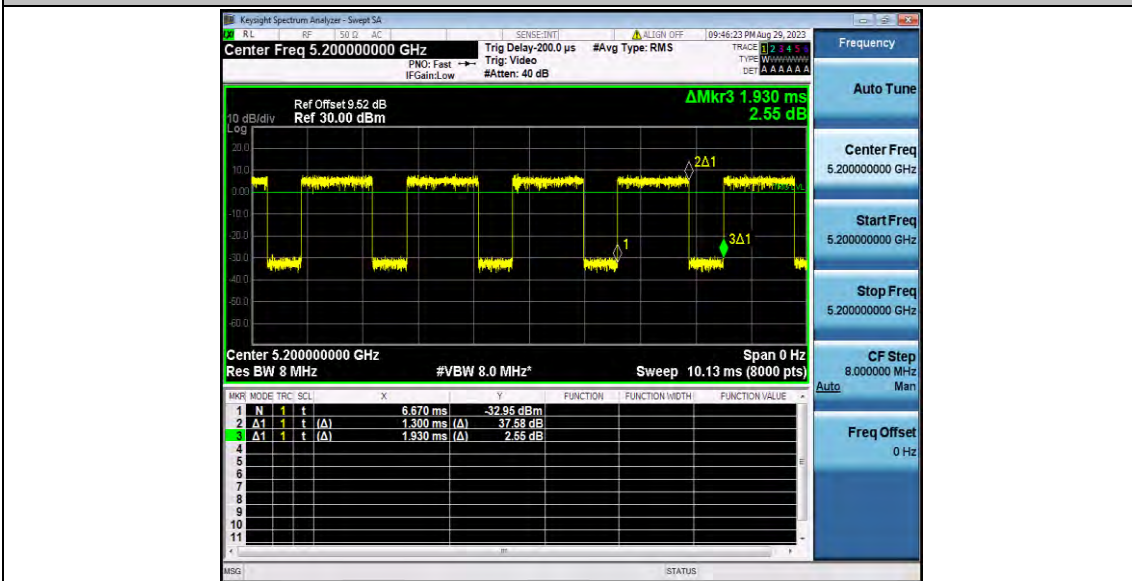 Keysight Spectrum Analyzer - Swept SA
RL RF 50 Ω AC SENSE:INT ALIGN OFF 09:46:23 PM Aug 29, 2023
Center Freq 5.200000000 GHz Trig Delay-200.0 µs #Avg Type: RMS TRACE 1 2 3 4 5 6
PNO: Fast Trig: Video TYPE W
IFGain:Low #Atten: 40 dB DET A A A A A A
ΔMkr3 1.930 ms
2.55 dB
Ref Offset 9.52 dB
10 dB/div Ref 30.00 dBm
Log
20.0
10.0
0.00
-10.0
-20.0
-30.0
-40.0
-50.0
-60.0
2Δ1
1
3Δ1
Center 5.200000000 GHz Span 0 Hz
Res BW 8 MHz #VBW 8.0 MHz* Sweep 10.13 ms (8000 pts)
MKR MODE TRC SCL X Y FUNCTION FUNCTION WIDTH FUNCTION VALUE
1 N 1 t 6.670 ms -32.95 dBm
2 Δ1 1 t (Δ) 1.300 ms (Δ) 37.58 dB
3 Δ1 1 t (Δ) 1.930 ms (Δ) 2.55 dB
4
5
6
7
8
9
10
11
MSG STATUS
Frequency
Auto Tune
Center Freq
5.200000000 GHz
Start Freq
5.200000000 GHz
Stop Freq
5.200000000 GHz
CF Step
8.000000 MHz
Auto Man
Freq Offset
0 Hz